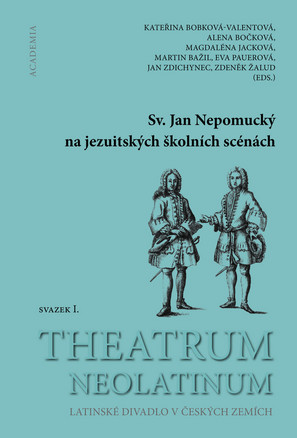 ACADEMIA
KATEŘINA BOBKOVÁ-VALENTOVÁ,
ALENA BOČKOVÁ,
MAGDALÉNA JACKOVÁ,
MARTIN BAŽIL, EVA PAUEROVÁ,
JAN ZDICHYNEC, ZDENĚK ŽALUD
(EDS.)
Sv. Jan Nepomucký
na jezuitských školních scénách
SVAZEK I.
THEATRUM
NEOLATINUM
LATINSKÉ DIVADLO V ČESKÝCH ZEMÍCH